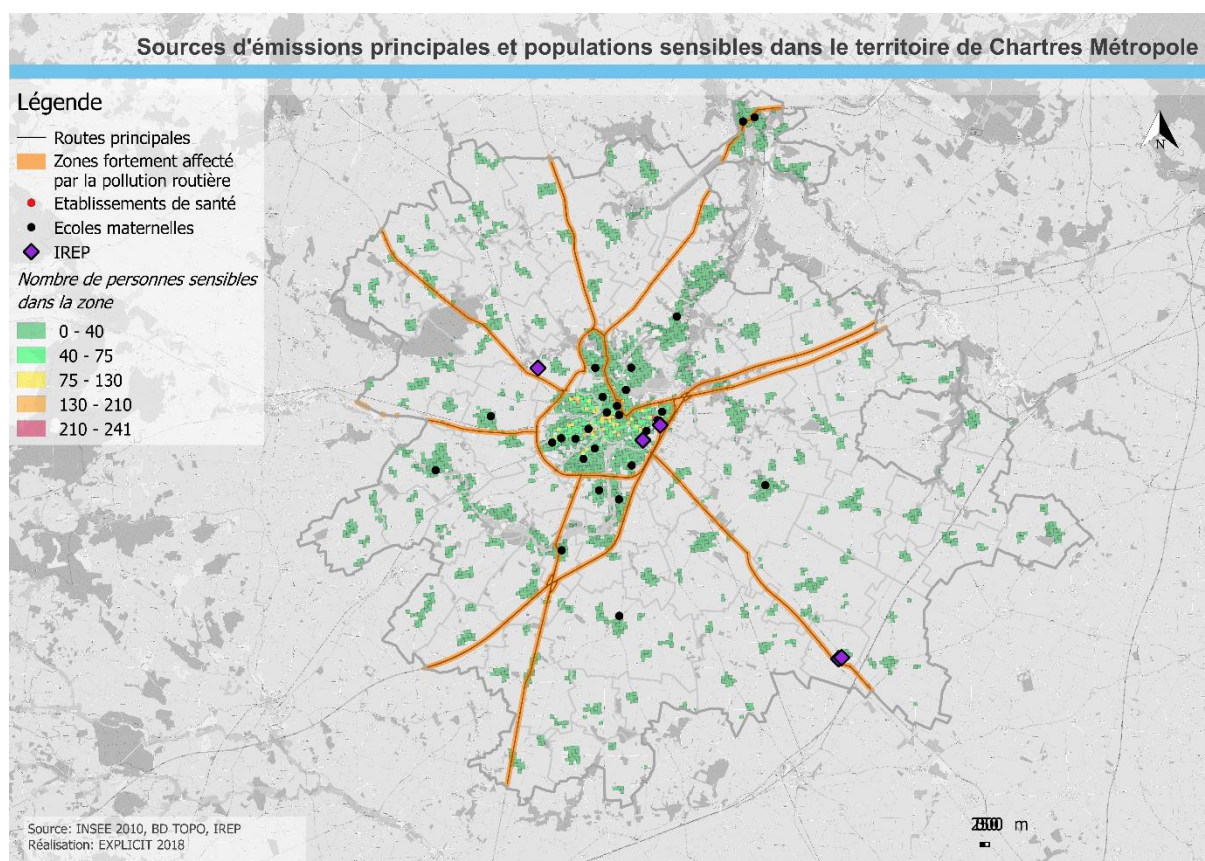 Sources d'émissions principales et populations sensibles dans le territoire de Chartres Métropole
Légende
Routes principales
Zones fortement affecté
par la pollution routière
Etablissements de santé
Ecoles maternelles
IREP
Nombre de personnes sensibles
dans la zone
0 - 40
40 - 75
75 - 130
130 - 210
210 - 241
N
Source: INSEE 2010, BD TOPO, IREP
Réalisation: EXPLICIT 2018
m